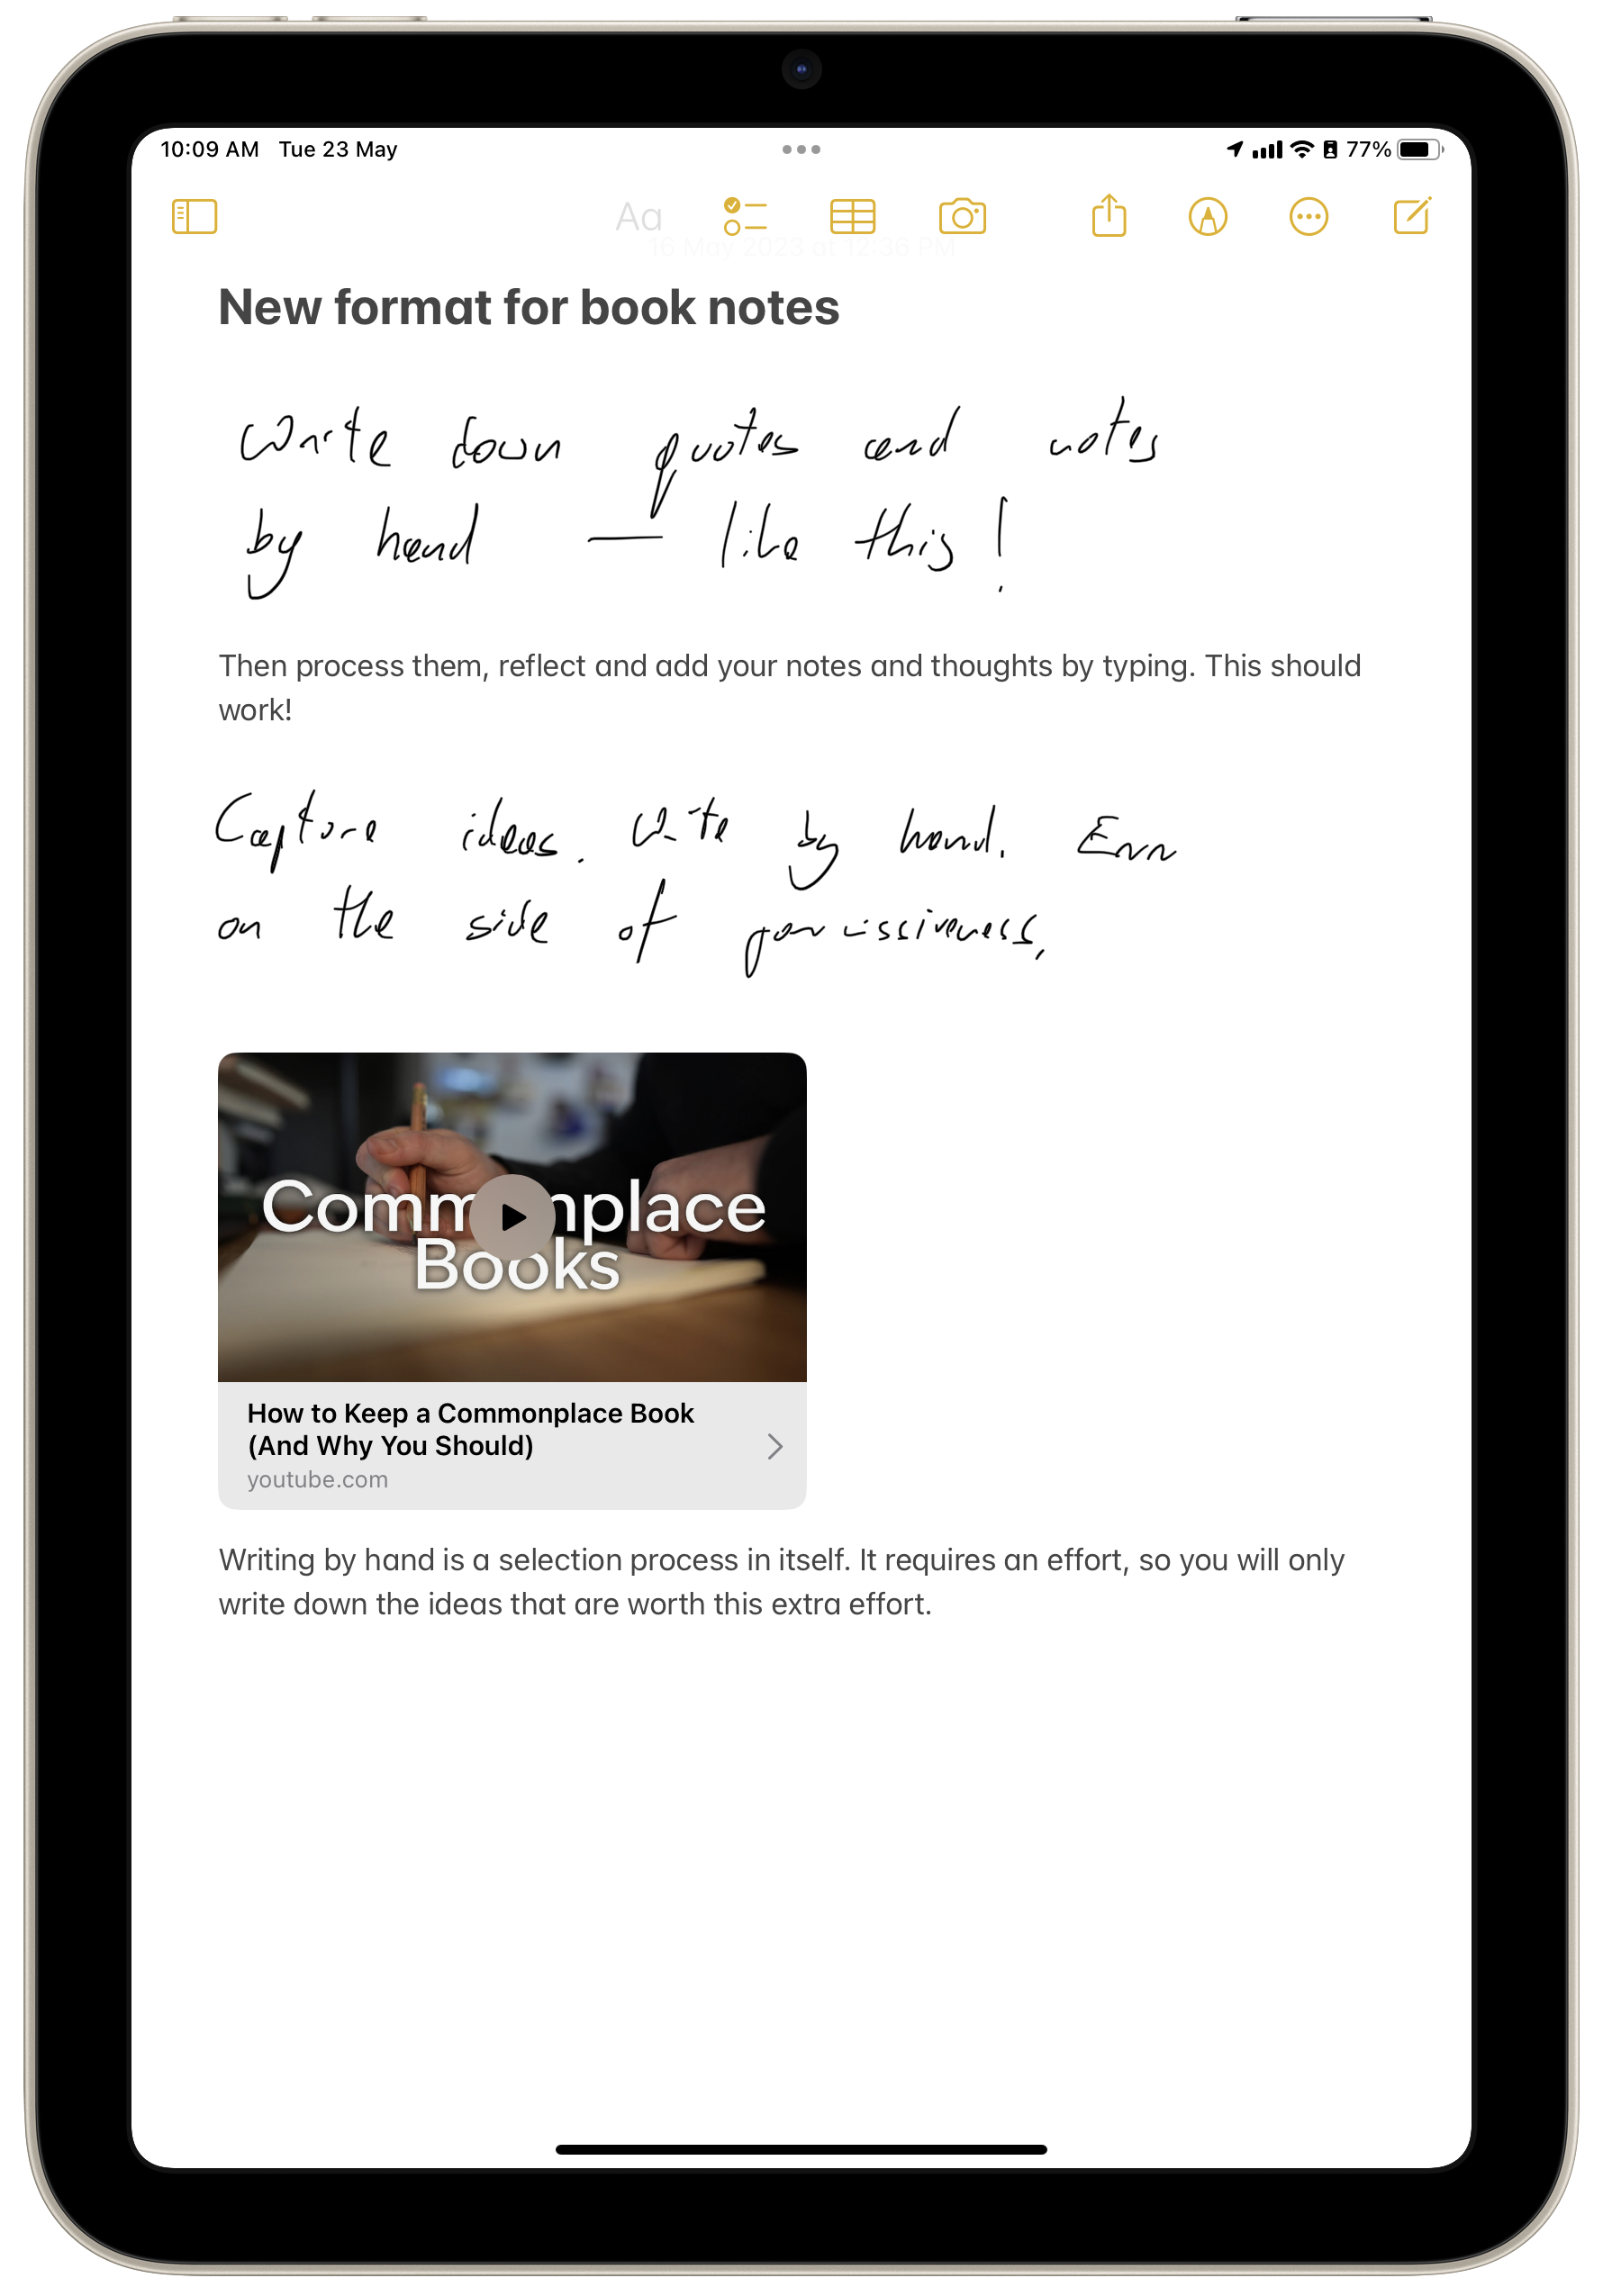 10:09 AM Tue 23 May
77%
Aa
16 May 2023 at 12:36 PM
New format for book notes
Write down quotes and notes
by hand — like this!
Then process them, reflect and add your notes and thoughts by typing. This should
work!
Capture ideas. Write by hand. Err
on the side of permissiveness.
Commonplace
Books
How to Keep a Commonplace Book
(And Why You Should)
youtube.com
Writing by hand is a selection process in itself. It requires an effort, so you will only
write down the ideas that are worth this extra effort.